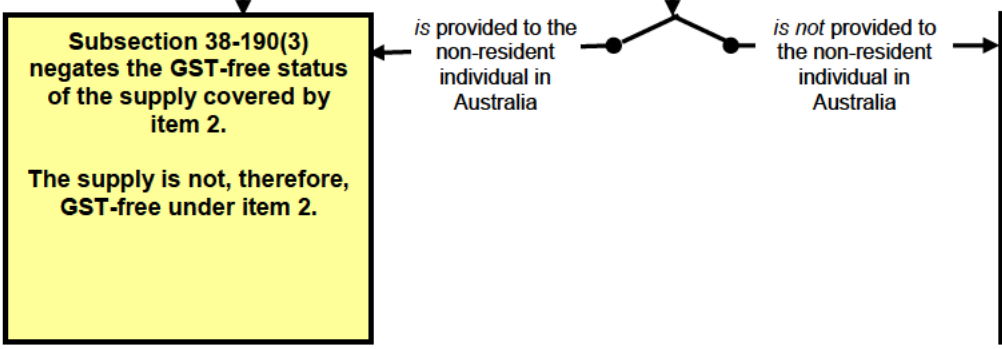 Subsection 38-190(3)
negates the GST-free status
of the supply covered by
item 2.
The supply is not, therefore,
GST-free under item 2.
is provided to the
non-resident
individual in
Australia
is not provided to
the non-resident
individual in
Australia